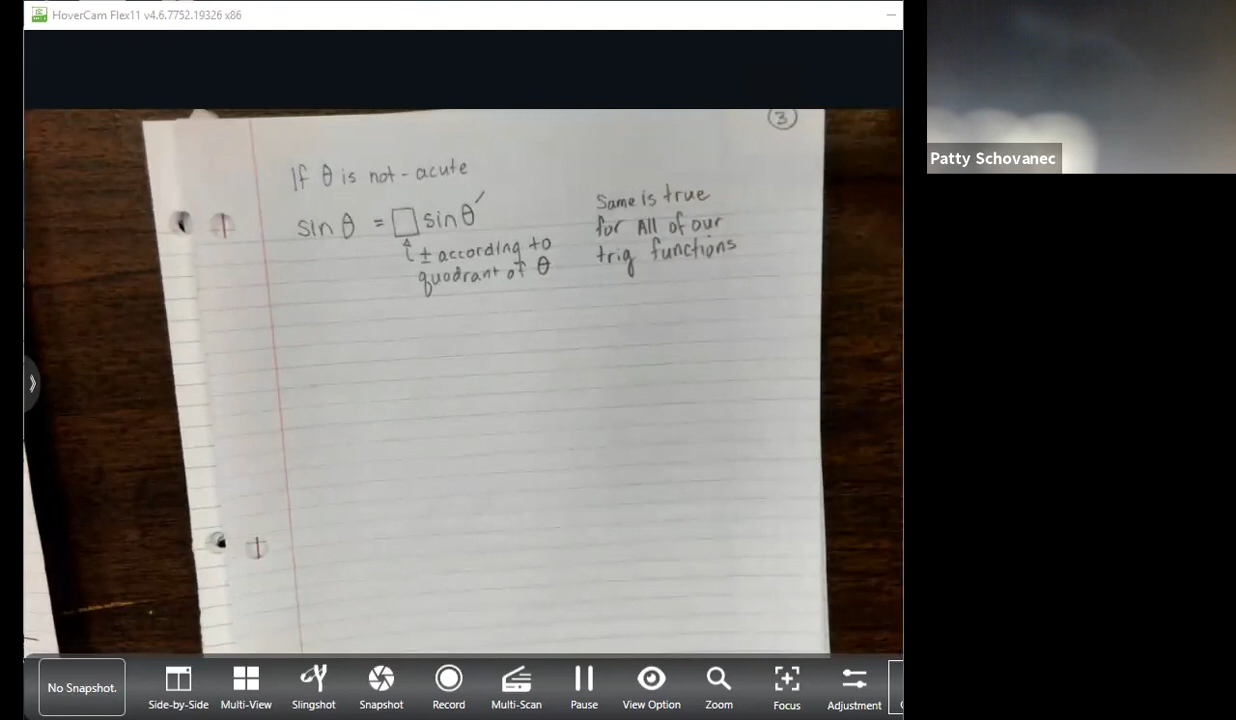 HoverCam Flex11 v4.6.7752.19326 x86
Patty Schovanec
3
If θ is not-acute
sin θ = □ sin θ′
± according to
quadrant of θ
Same is true
for All of our
trig functions
No Snapshot.
Side-by-Side
Multi-View
Slingshot
Snapshot
Record
Multi-Scan
Pause
View Option
Zoom
Focus
Adjustment